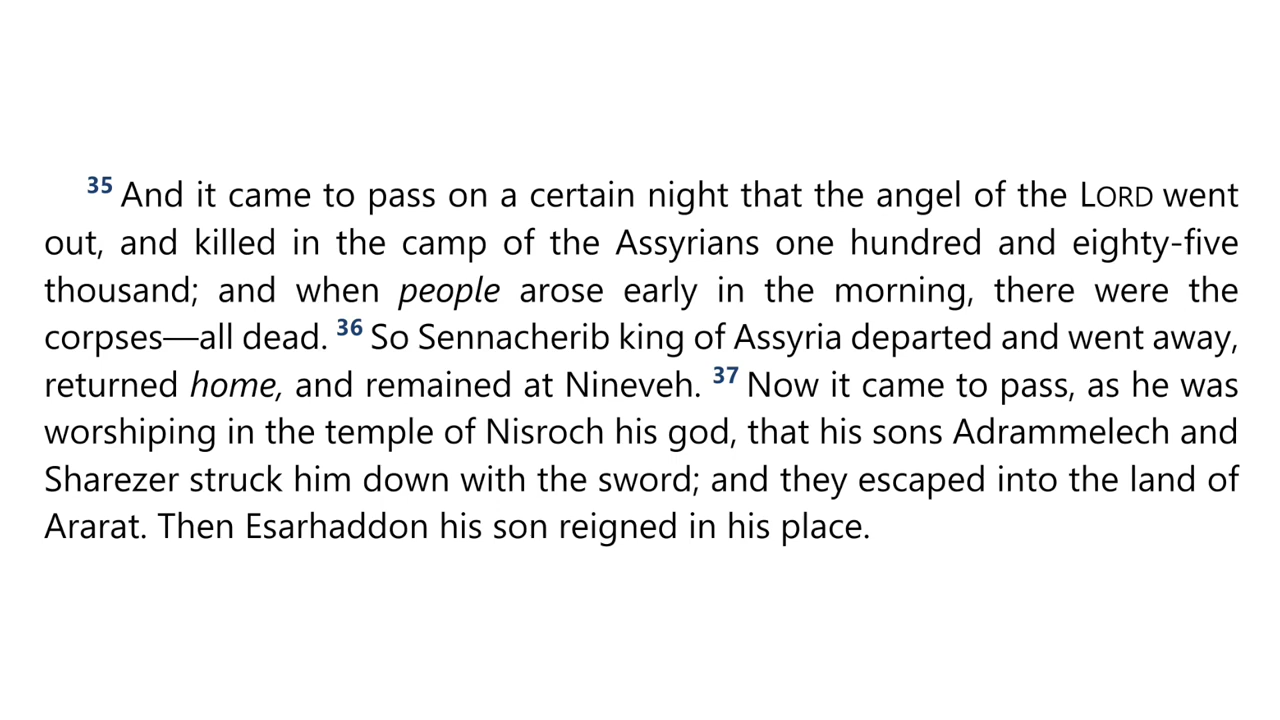 35 And it came to pass on a certain night that the angel of the LORD went
out, and killed in the camp of the Assyrians one hundred and eighty-five
thousand; and when people arose early in the morning, there were the
corpses—all dead. 36 So Sennacherib king of Assyria departed and went away,
returned home, and remained at Nineveh. 37 Now it came to pass, as he was
worshiping in the temple of Nisroch his god, that his sons Adrammelech and
Sharezer struck him down with the sword; and they escaped into the land of
Ararat. Then Esarhaddon his son reigned in his place.